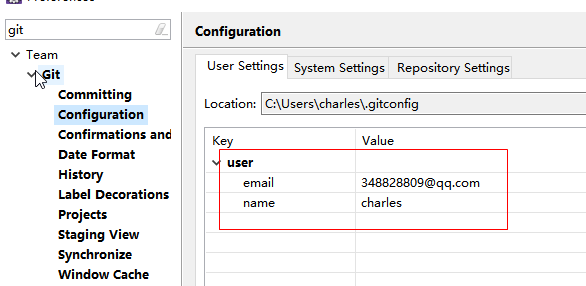 git
Team
Git
Committing
Configuration
Confirmations and
Date Format
History
Label Decorations
Projects
Staging View
Synchronize
Window Cache
Configuration
User Settings System Settings Repository Settings
Location: C:\Users\charles\.gitconfig
Key Value
user
email 348828809@qq.com
name charles